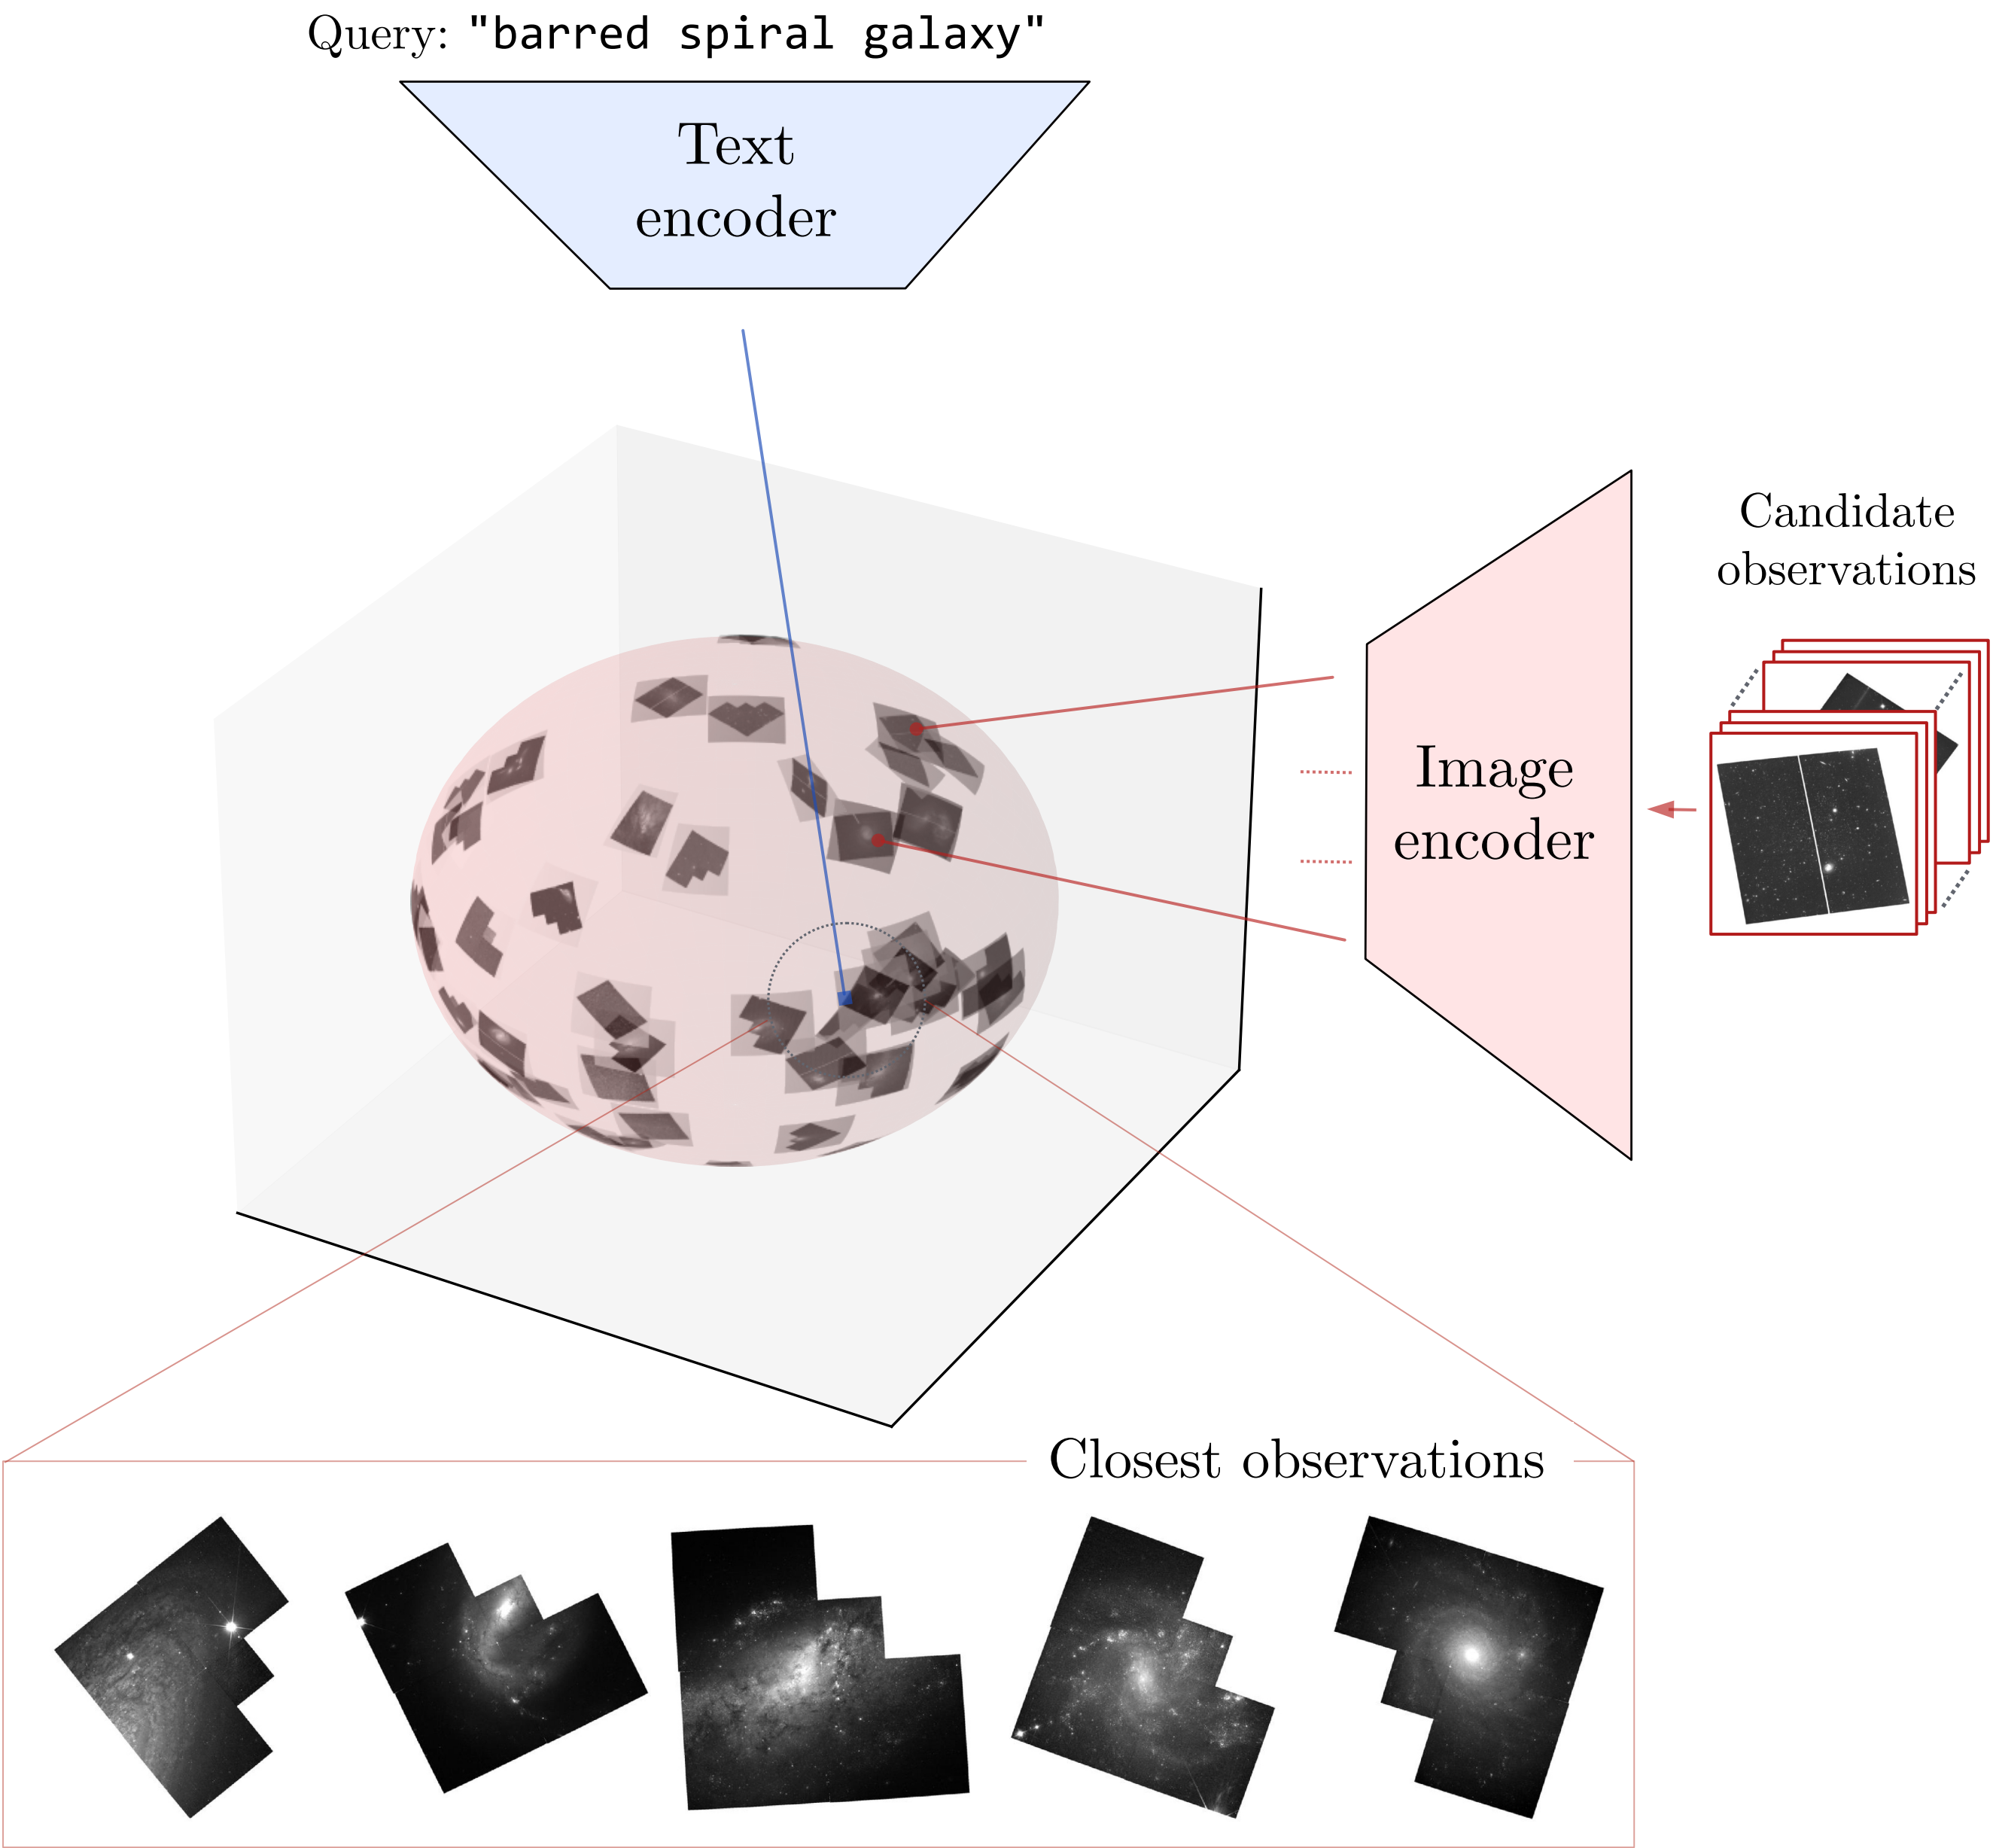 Query: "barred spiral galaxy"
Text
encoder
Candidate
observations
Image
encoder
Closest observations